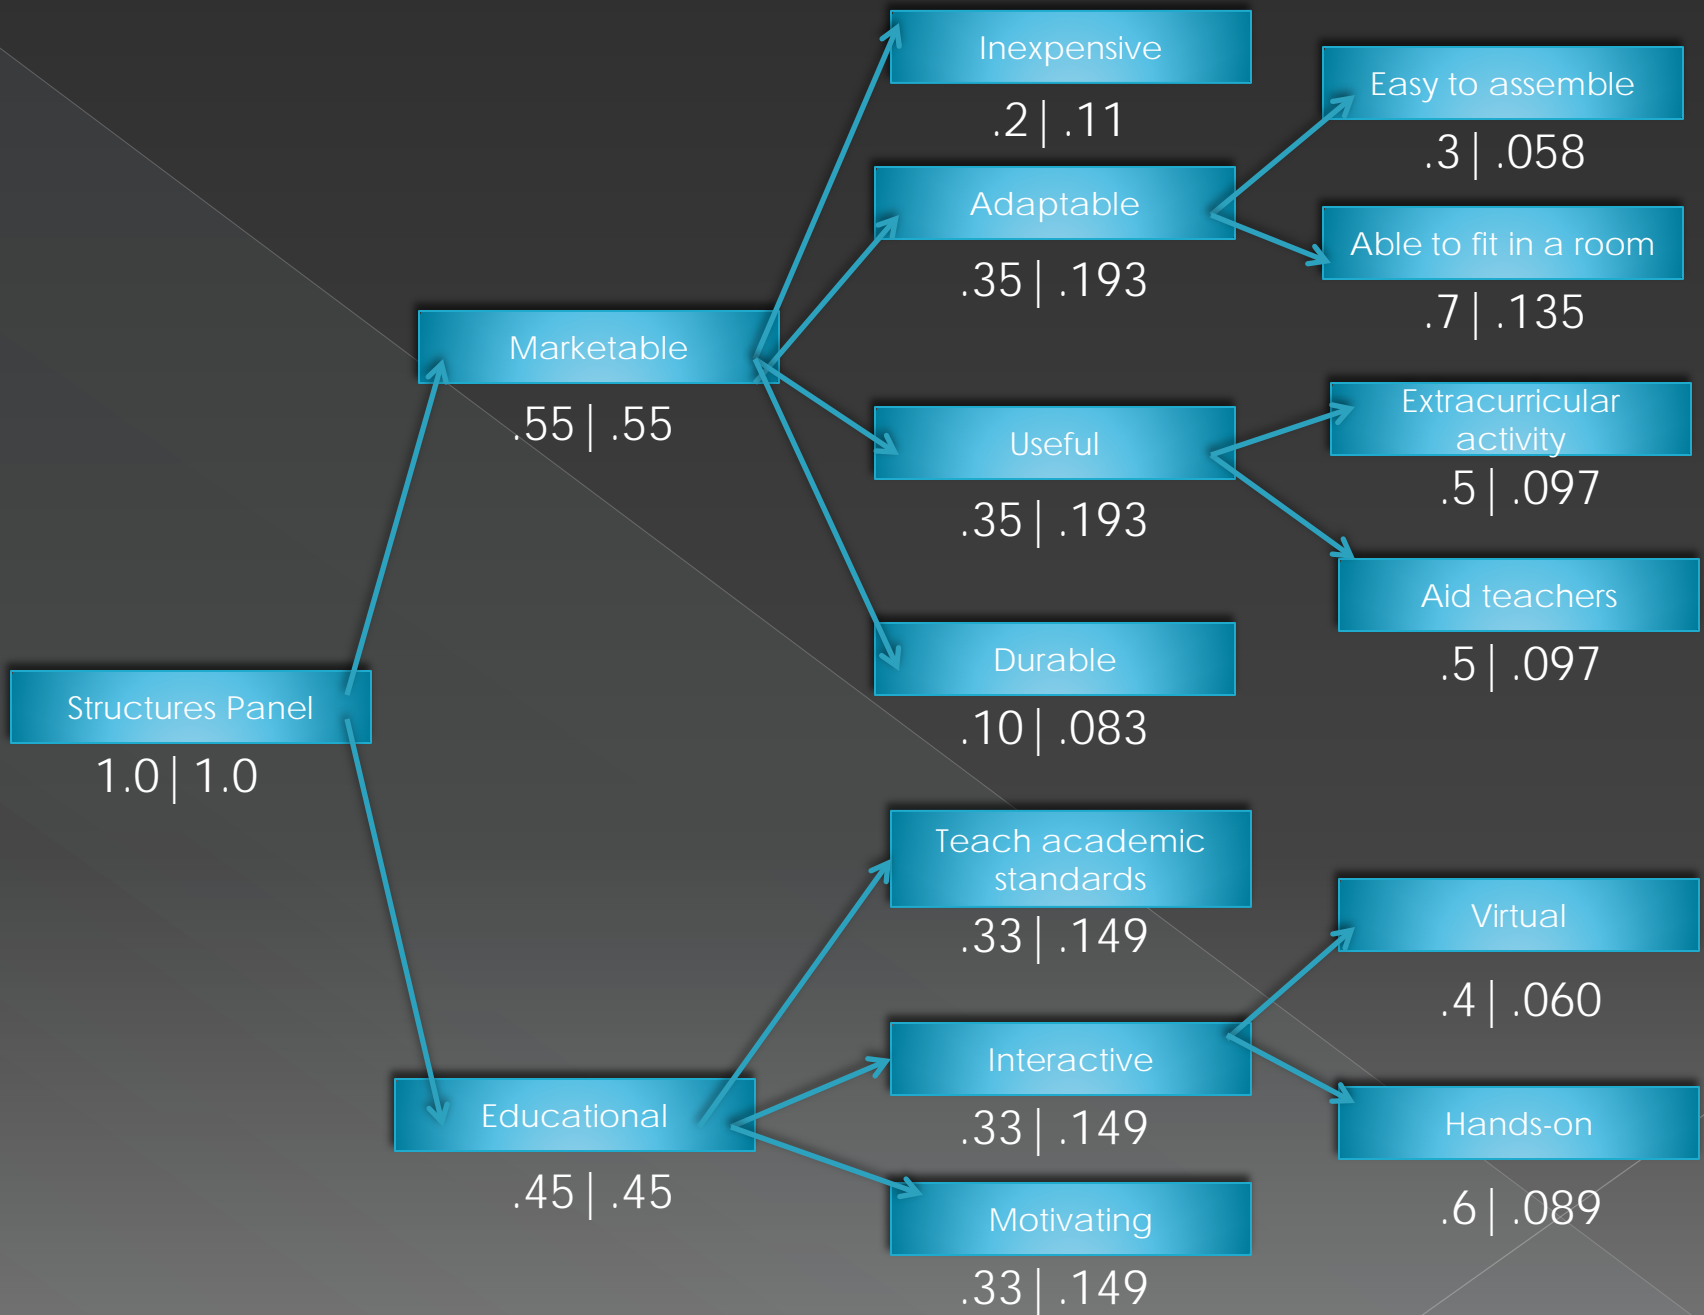 Inexpensive
.2| .11
Easy to assemble
.3| .058
Adaptable
.35| .193
Able to fit in a room
.7| .135
Marketable
.55| .55
Extracurricular
activity
.5| .097
Useful
.35| .193
Aid teachers
.5| .097
Durable
.10| .083
Structures Panel
1.0| 1.0
Teach academic
standards
.33| .149
Virtual
.4| .060
Interactive
.33| .149
Educational
.45| .45
Hands-on
.6| .089
Motivating
.33| .149